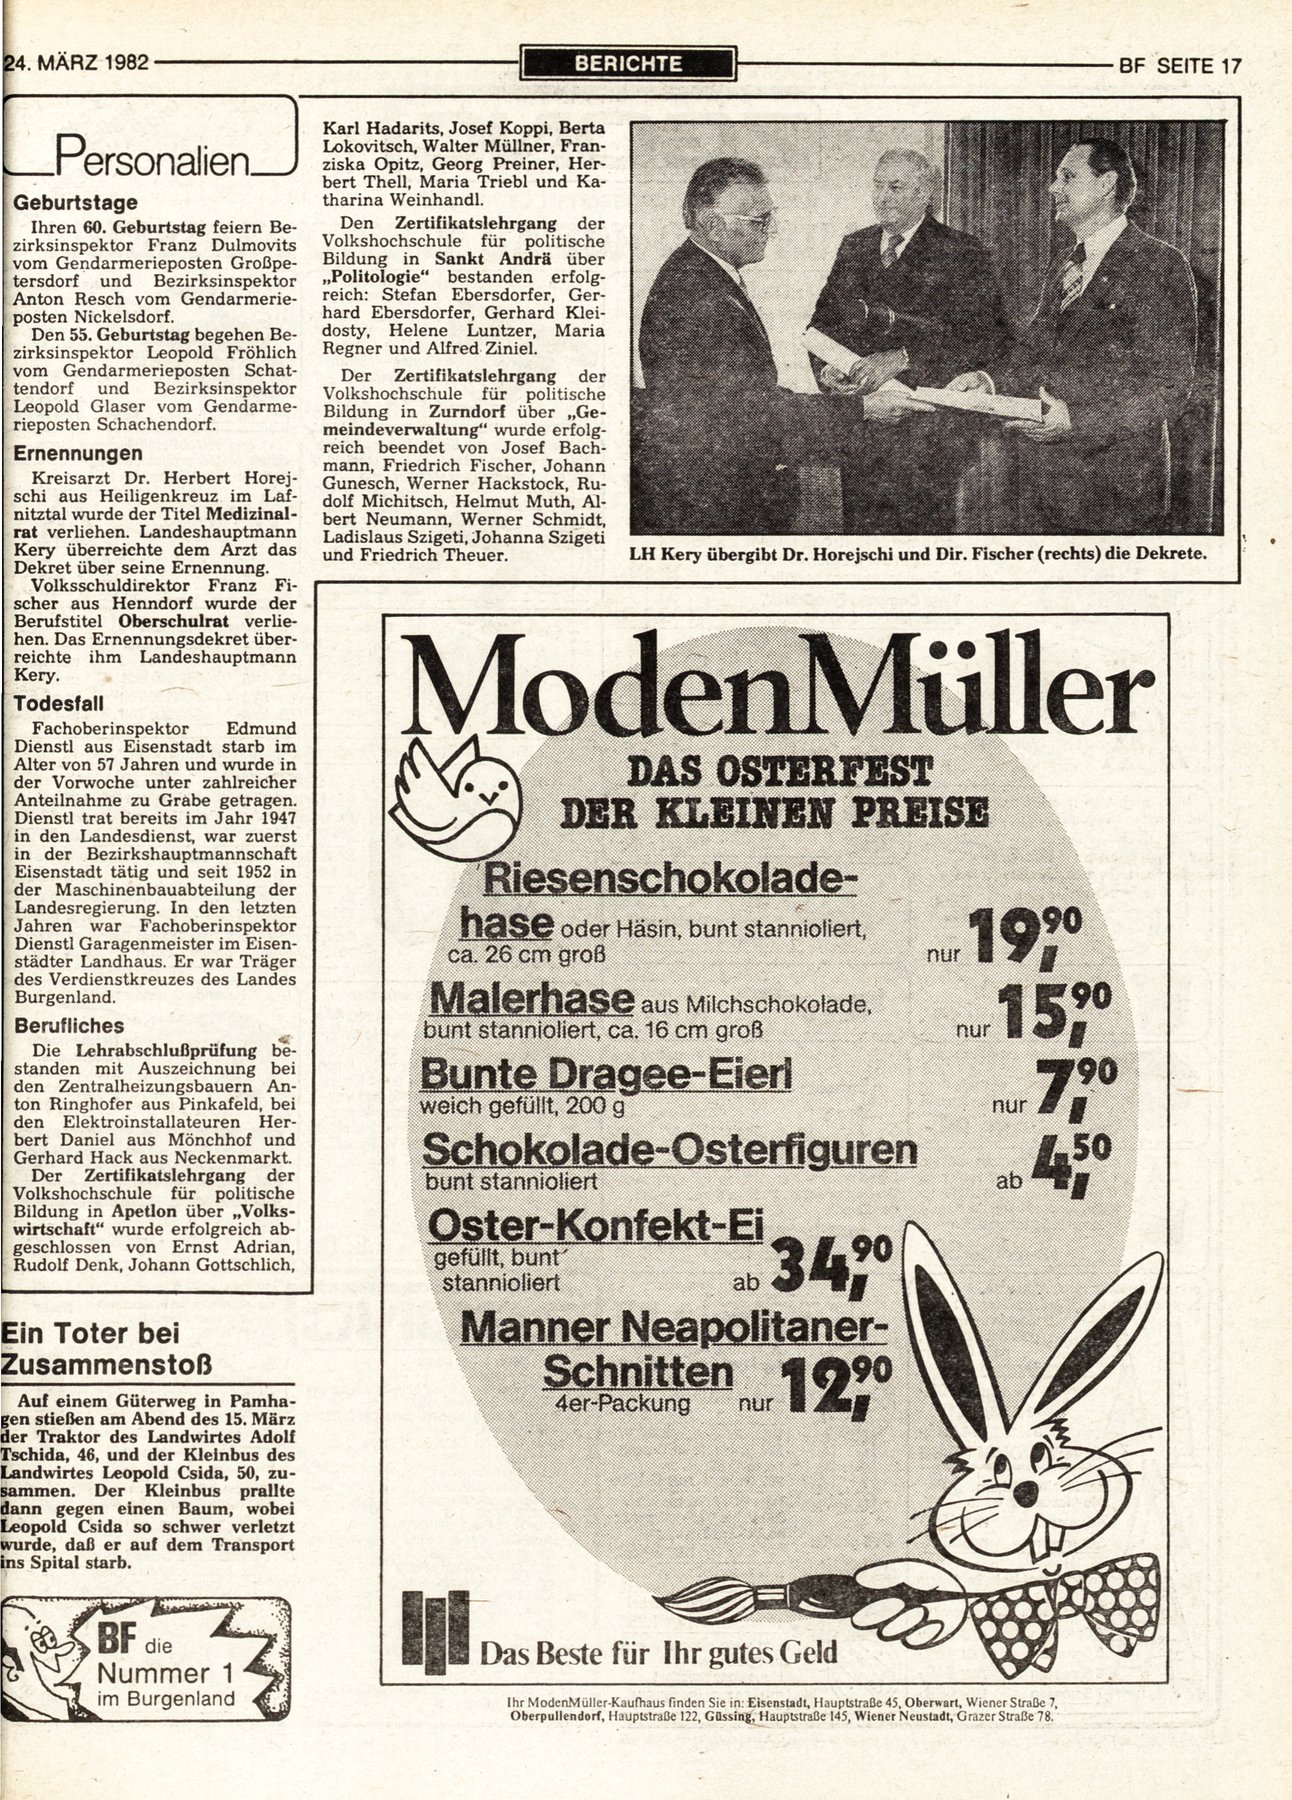 24. MÄRZ 1982
BERICHTE
BF SEITE 17
Personalien
Geburtstage
Ihren 60. Geburtstag feiern Be-
zirksinspektor Franz Dulmovits
vom Gendarmerieposten Großpe-
tersdorf und Bezirksinspektor
Anton Resch vom Gendarmerie-
posten Nickelsdorf.
Den 55. Geburtstag begehen Be-
zirksinspektor Leopold Fröhlich
vom Gendarmerieposten Schat-
tendorf und Bezirksinspektor
Leopold Glaser vom Gendarme-
rieposten Schachendorf.
Ernennungen
Kreisarzt Dr. Herbert Horej-
schi aus Heiligenkreuz im Laf-
nitztal wurde der Titel Medizinal-
rat verliehen. Landeshauptmann
Kery überreichte dem Arzt das
Dekret über seine Ernennung.
Volksschuldirektor Franz Fi-
scher aus Henndorf wurde der
Berufstitel Oberschulrat verlie-
hen. Das Ernennungsdekret über-
reichte ihm Landeshauptmann
Kery.
Todesfall
Fachoberinspektor Edmund
Dienstl aus Eisenstadt starb im
Alter von 57 Jahren und wurde in
der Vorwoche unter zahlreicher
Anteilnahme zu Grabe getragen.
Dienstl trat bereits im Jahr 1947
in den Landesdienst, war zuerst
in der Bezirkshauptmannschaft
Eisenstadt tätig und seit 1952 in
der Maschinenbauabteilung der
Landesregierung. In den letzten
Jahren war Fachoberinspektor
Dienstl Garagenmeister im Eisen-
städter Landhaus. Er war Träger
des Verdienstkreuzes des Landes
Burgenland.
Berufliches
Die Lehrabschlußprüfung be-
standen mit Auszeichnung bei
den Zentralheizungsbauern An-
ton Ringhofer aus Pinkafeld, bei
den Elektroinstallateuren Her-
bert Daniel aus Mönchhof und
Gerhard Hack aus Neckenmarkt.
Der Zertifikatslehrgang der
Volkshochschule für politische
Bildung in Apetlon über „Volks-
wirtschaft“ wurde erfolgreich ab-
geschlossen von Ernst Adrian,
Rudolf Denk, Johann Gottschlich,
Karl Hadarits, Josef Koppi, Berta
Lokovitsch, Walter Müllner, Fran-
ziska Opitz, Georg Preiner, Her-
bert Thell, Maria Triebl und Ka-
tharina Weinhandl.
Den Zertifikatslehrgang der
Volkshochschule für politische
Bildung in Sankt Andrä über
„Politologie“ bestanden erfolg-
reich: Stefan Ebersdorfer, Ger-
hard Ebersdorfer, Gerhard Klei-
dosty, Helene Luntzer, Maria
Regner und Alfred Ziniel.
Der Zertifikatslehrgang der
Volkshochschule für politische
Bildung in Zurndorf über „Ge-
meindeverwaltung“ wurde erfolg-
reich beendet von Josef Bach-
mann, Friedrich Fischer, Johann
Gunesch, Werner Hackstock, Ru-
dolf Michitsch, Helmut Muth, Al-
bert Neumann, Werner Schmidt,
Ladislaus Szigeti, Johanna Szigeti
und Friedrich Theuer.
LH Kery übergibt Dr. Horejschi und Dir. Fischer (rechts) die Dekrete.
Ein Toter bei
Zusammenstoß
Auf einem Güterweg in Pamha-
gen stießen am Abend des 15. März
der Traktor des Landwirtes Adolf
Tschida, 46, und der Kleinbus des
Landwirtes Leopold Csida, 50, zu-
sammen. Der Kleinbus prallte
dann gegen einen Baum, wobei
Leopold Csida so schwer verletzt
wurde, daß er auf dem Transport
ins Spital starb.
BF die
Nummer 1
im Burgenland
ModenMüller
DAS OSTERFEST
DER KLEINEN PREISE
Riesenschokolade-
hase oder Häsin, bunt stannioliert,
ca. 26 cm groß nur 19,90
Malerhase aus Milchschokolade,
bunt stannioliert, ca. 16 cm groß nur 15,90
Bunte Dragee-Eierl
weich gefüllt, 200 g nur 7,90
Schokolade-Osterfiguren
bunt stannioliert ab 4,50
Oster-Konfekt-Ei
gefüllt, bunt
stannioliert ab 34,90
Manner Neapolitaner-
Schnitten
4er-Packung nur 12,90
Das Beste für Ihr gutes Geld
Ihr ModenMüller-Kaufhaus finden Sie in: Eisenstadt, Hauptstraße 45, Oberwart, Wiener Straße 7,
Oberpullendorf, Hauptstraße 122, Güssing, Hauptstraße 145, Wiener Neustadt, Grazer Straße 78.